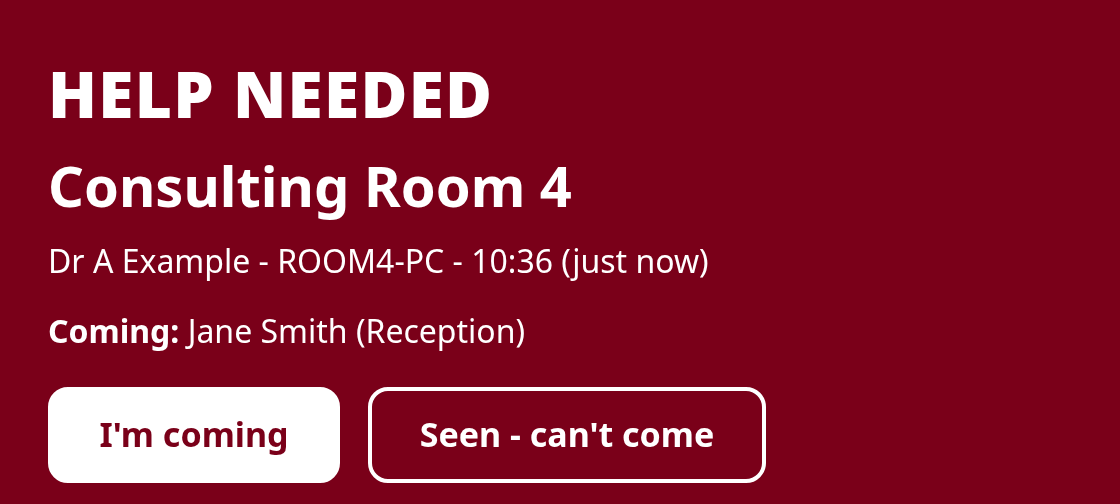 HELP NEEDED
Consulting Room 4
Dr A Example - ROOM4-PC - 10:36 (just now)
Coming: Jane Smith (Reception)
I'm coming
Seen - can't come